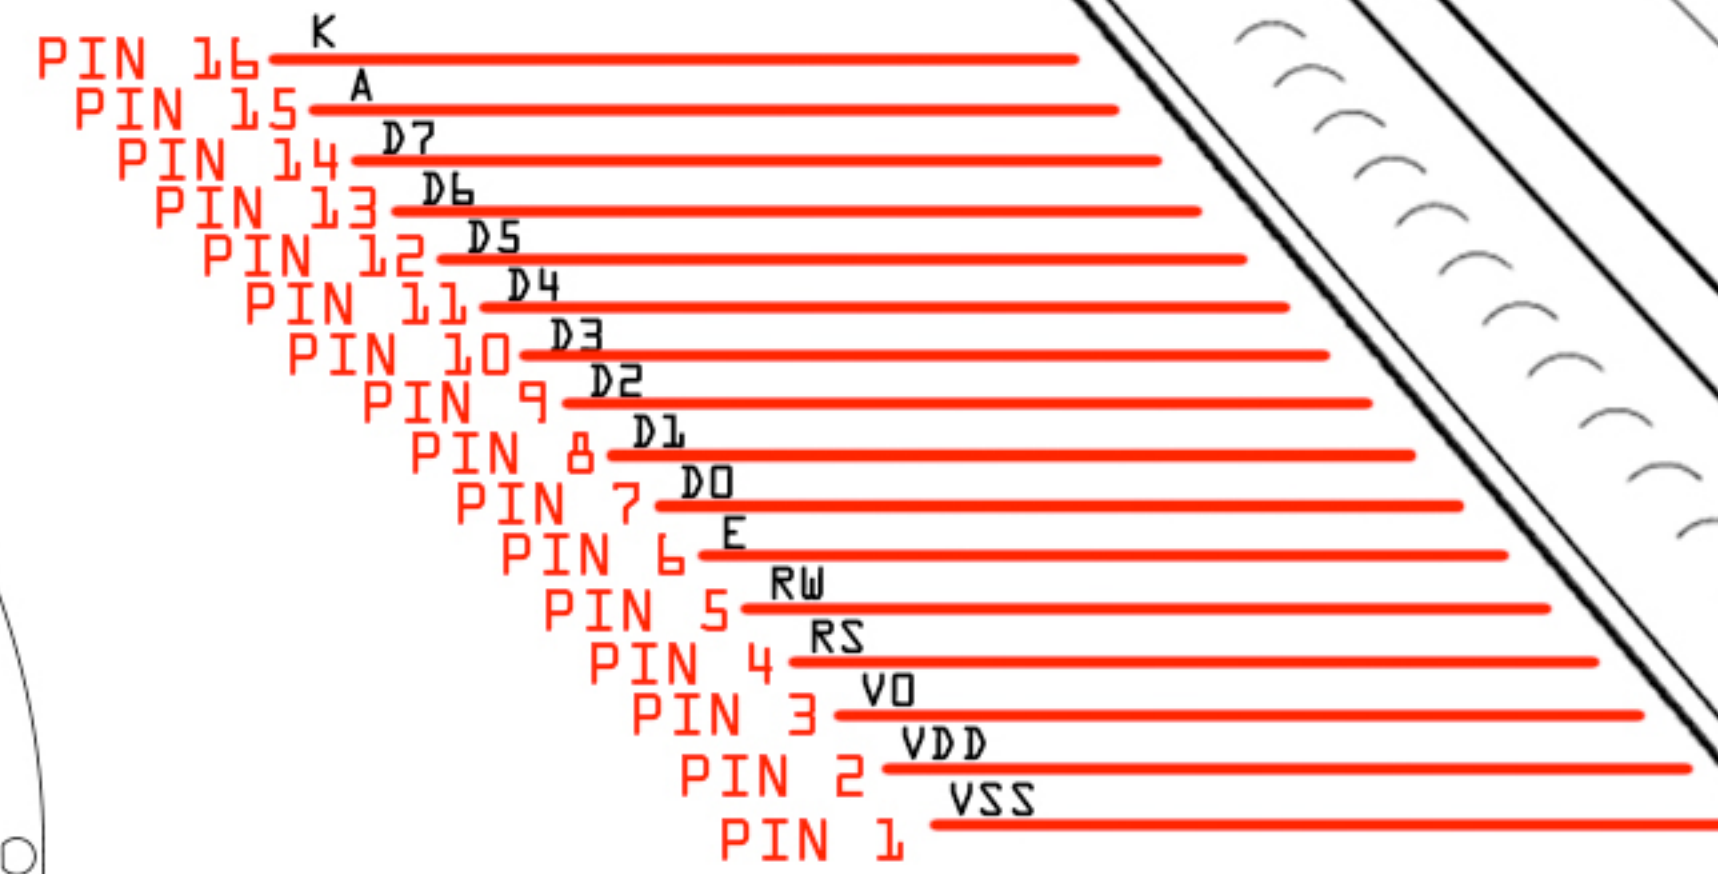 K
PIN 16
A
PIN 15
D7
PIN 14
D6
PIN 13
D5
PIN 12
D4
PIN 11
D3
PIN 10
D2
PIN 9
D1
PIN 8
D0
PIN 7
E
PIN 6
RW
PIN 5
RS
PIN 4
V0
PIN 3
VDD
PIN 2
VSS
PIN 1